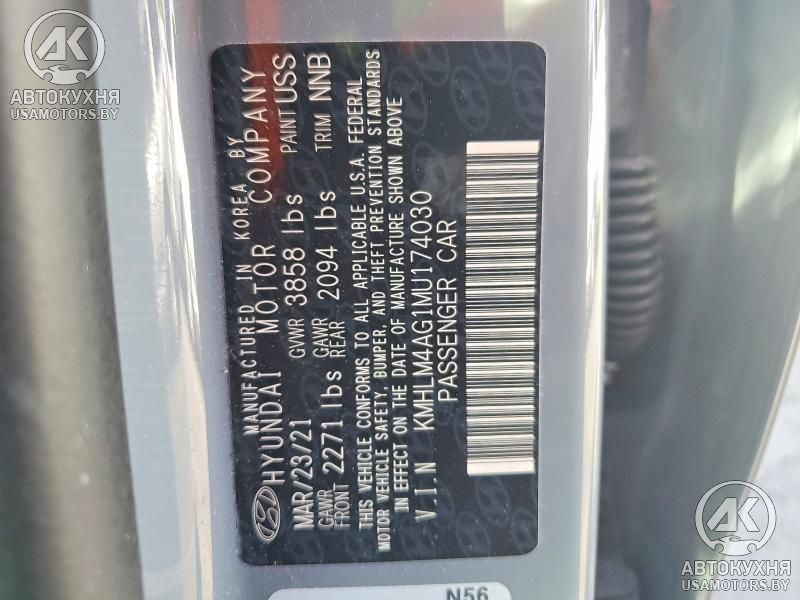 AK
АВТОКУХНЯ
USAMOTORS.BY
MANUFACTURED IN KOREA BY
HYUNDAI MOTOR COMPANY
MAR/23/21 GVWR 3858 lbs PAINT USS
GAWR FRONT 2271 lbs GAWR REAR 2094 lbs TRIM NNB
THIS VEHICLE CONFORMS TO ALL APPLICABLE U.S.A. FEDERAL
MOTOR VEHICLE SAFETY, BUMPER, AND THEFT PREVENTION STANDARDS
IN EFFECT ON THE DATE OF MANUFACTURE SHOWN ABOVE
V.I.N KMHLM4AG1MU174030
PASSENGER CAR
N56
AK
АВТОКУХНЯ
USAMOTORS.BY